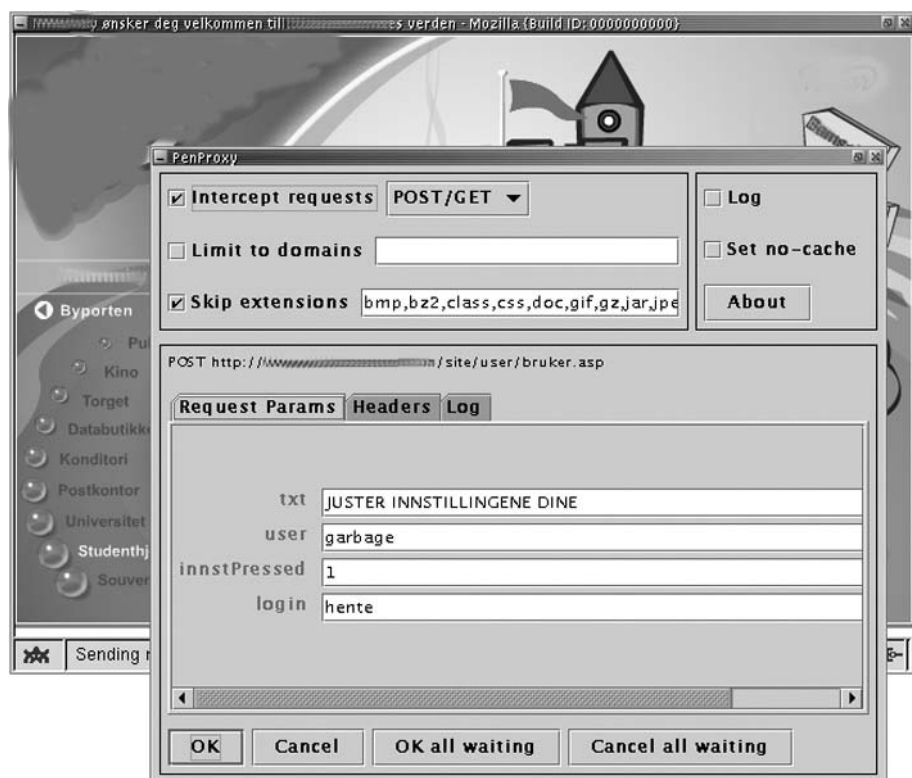 ønsker deg velkommen till es verden - Mozilla {Build ID: 0000000000}
PenProxy
Intercept requests POST/GET
Log
Limit to domains
Set no-cache
Skip extensions bmp,bz2,class,css,doc,gif,gz,jar,jpe
About
POST http:// /site/user/bruker.asp
Request Params Headers Log
txt JUSTER INNSTILLINGENE DINE
user garbage
innstPressed 1
login hente
OK Cancel OK all waiting Cancel all waiting
Byporten
Pu
Kino
Torget
Databutikk
Konditori
Postkontor
Universitet
Studenthj
Souver
Sending r